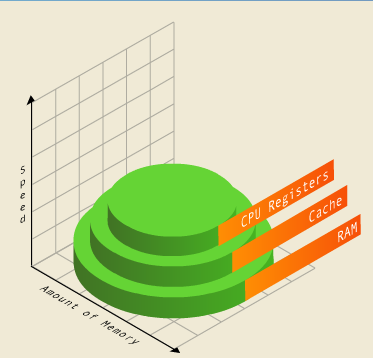 Speed
CPU Registers
Cache
RAM
Amount of Memory